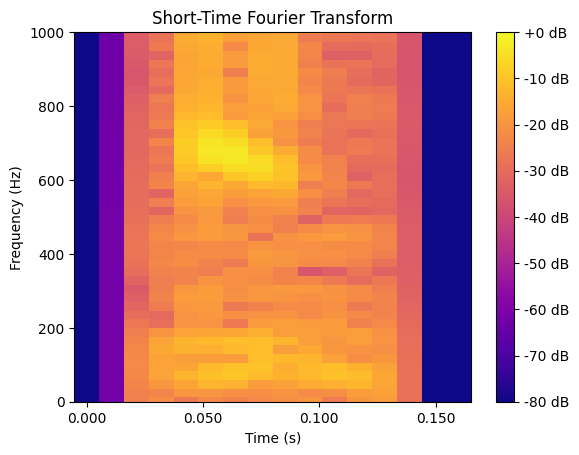 Short-Time Fourier Transform
Frequency (Hz)
1000
800
600
400
200
0
0.000
0.050
0.100
0.150
Time (s)
+0 dB
-10 dB
-20 dB
-30 dB
-40 dB
-50 dB
-60 dB
-70 dB
-80 dB